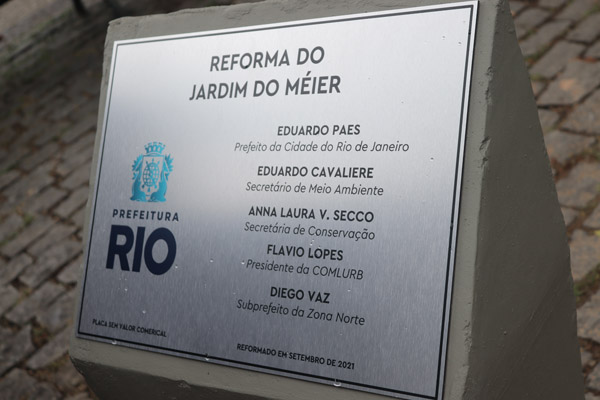 REFORMA DO
JARDIM DO MÉIER
EDUARDO PAES
Prefeito da Cidade do Rio de Janeiro
EDUARDO CAVALIERE
Secretário de Meio Ambiente
ANNA LAURA V. SECCO
Secretária de Conservação
FLAVIO LOPES
Presidente da COMLURB
DIEGO VAZ
Subprefeito da Zona Norte
PREFEITURA
RIO
PLACA SEM VALOR COMERICAL
REFORMADO EM SETEMBRO DE 2021